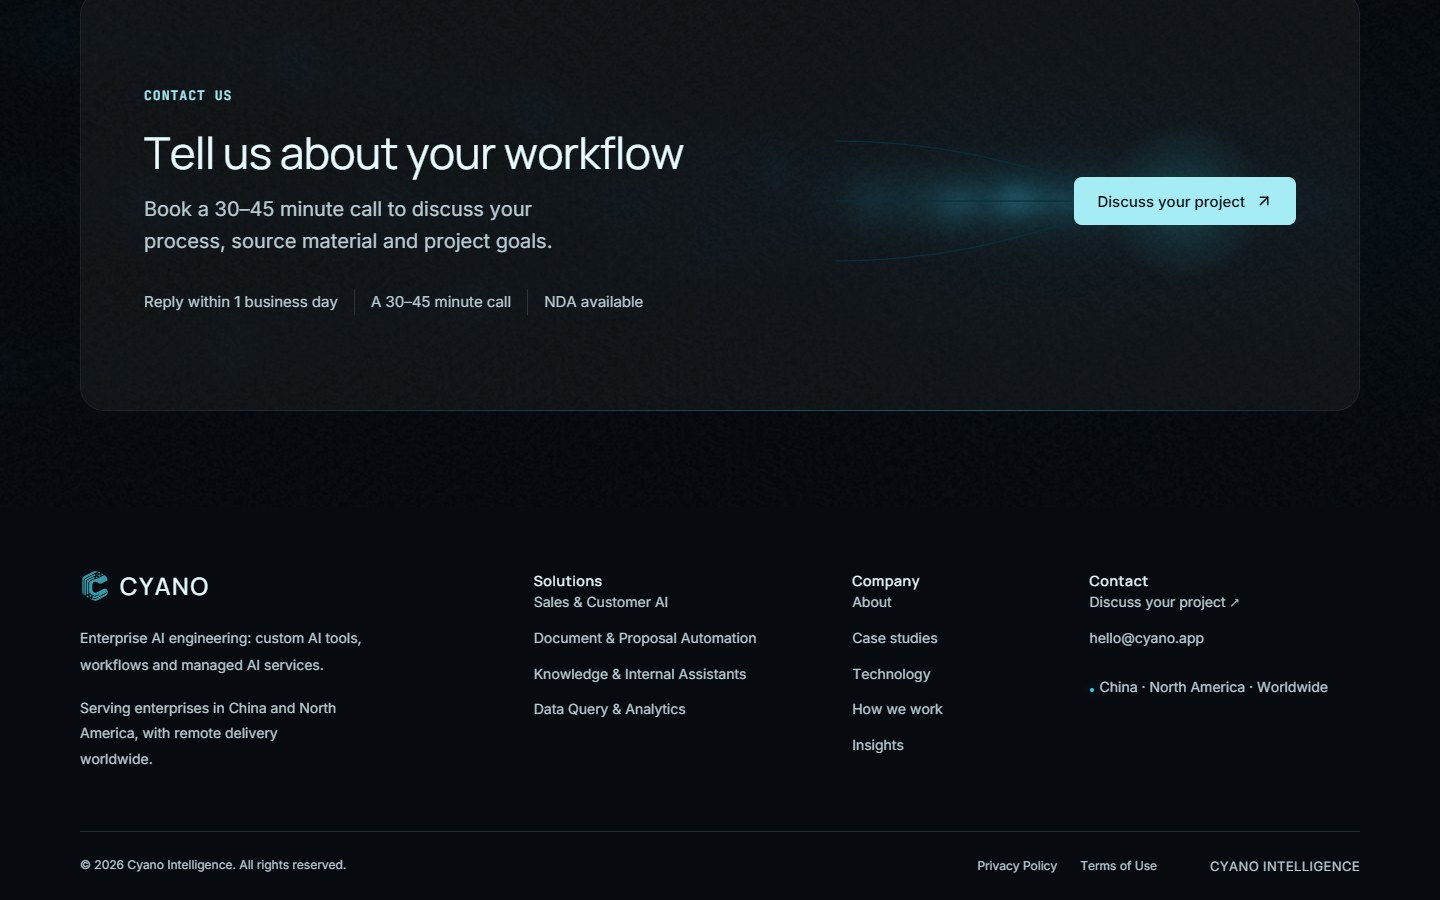 CONTACT US
Tell us about your workflow
Book a 30–45 minute call to discuss your
process, source material and project goals.
Reply within 1 business day
A 30–45 minute call
NDA available
Discuss your project
CYANO
Enterprise AI engineering: custom AI tools,
workflows and managed AI services.
Serving enterprises in China and North
America, with remote delivery
worldwide.
Solutions
Sales & Customer AI
Document & Proposal Automation
Knowledge & Internal Assistants
Data Query & Analytics
Company
About
Case studies
Technology
How we work
Insights
Contact
Discuss your project ↗
hello@cyano.app
China · North America · Worldwide
© 2026 Cyano Intelligence. All rights reserved.
Privacy Policy
Terms of Use
CYANO INTELLIGENCE